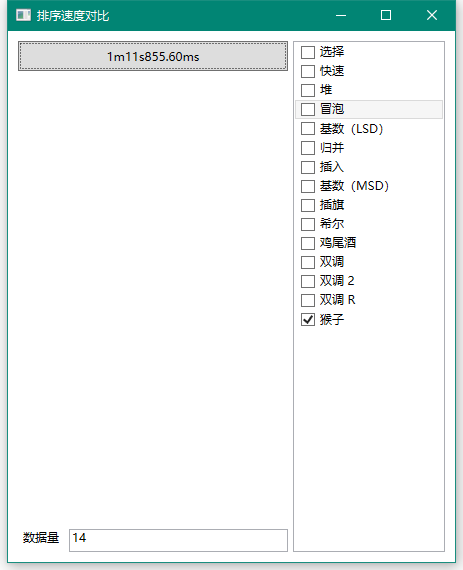 排序速度对比
1m11s855.60ms
选择
快速
堆
冒泡
基数（LSD）
归并
插入
基数（MSD）
插旗
希尔
鸡尾酒
双调
双调 2
双调 R
猴子
数据量
14